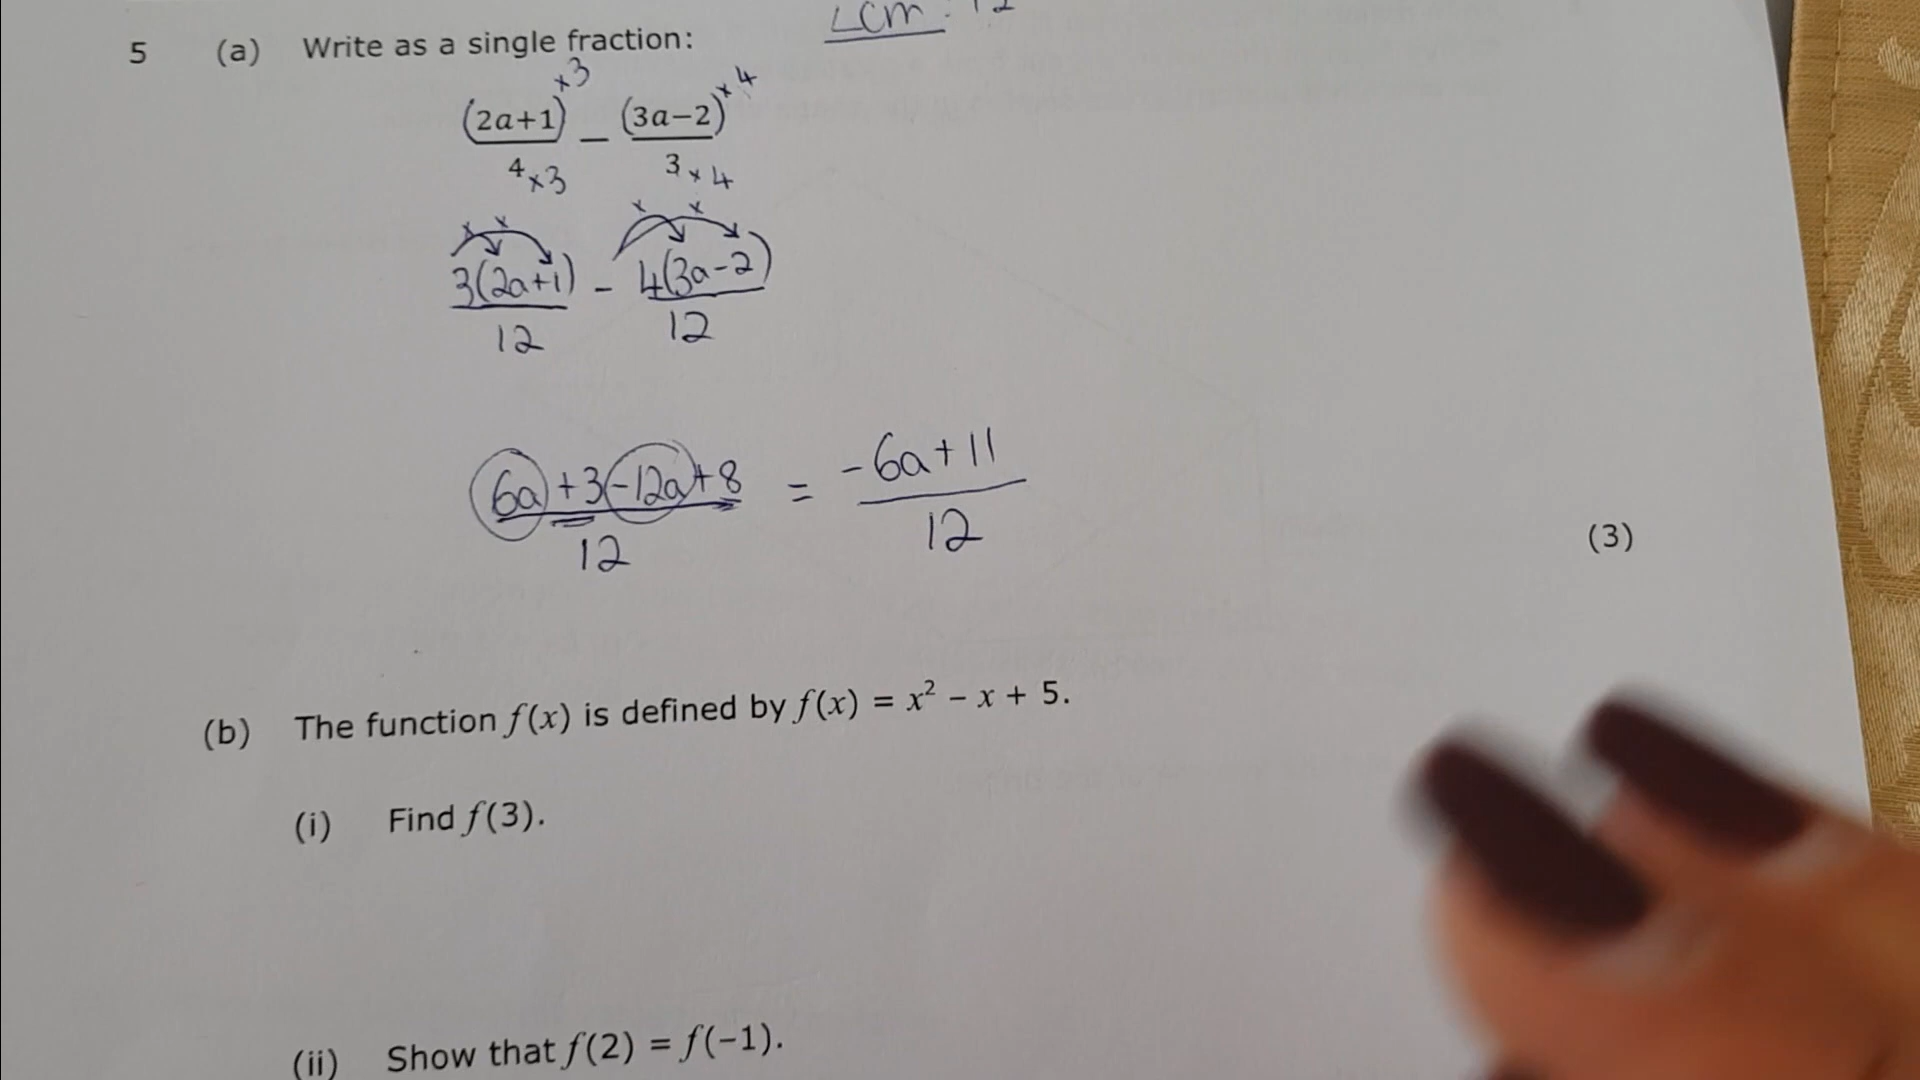 LCM: 12
5 (a) Write as a single fraction:
(2a+1)×3 / 4×3 − (3a−2)×4 / 3×4
3(2a+1) / 12 - 4(3a-2) / 12
6a+3-12a+8 / 12 = -6a+11 / 12
(3)
(b) The function f(x) is defined by f(x) = x² − x + 5.
(i) Find f(3).
(ii) Show that f(2) = f(−1).